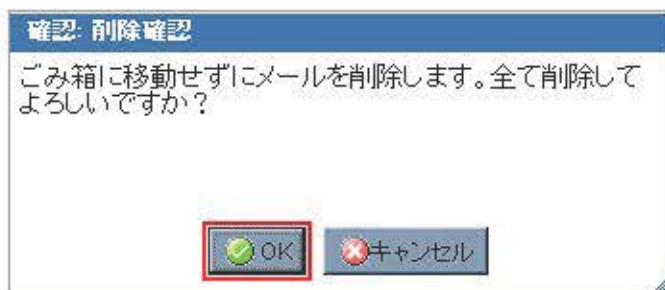 確認: 削除確認
ごみ箱に移動せずにメールを削除します。全て削除して
よろしいですか？
OK
キャンセル